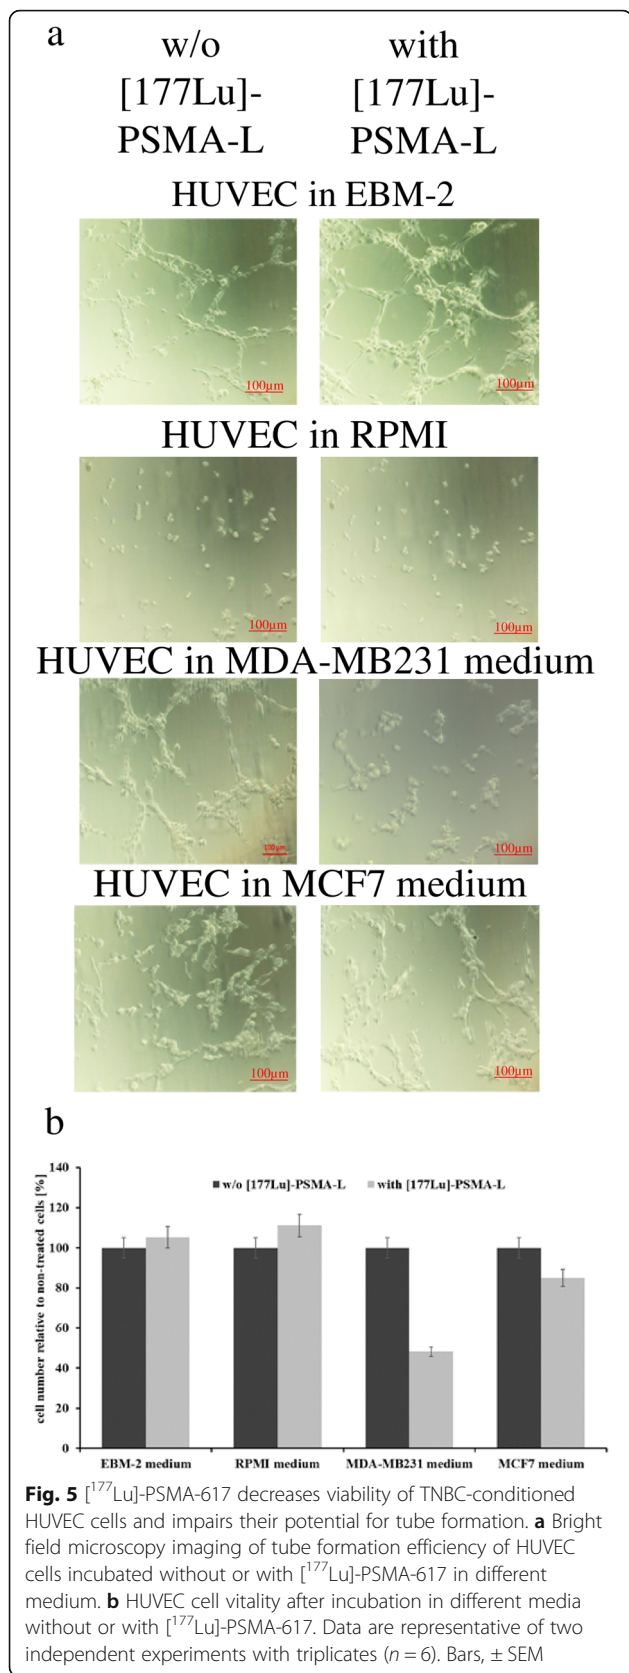 a
w/o
[177Lu]-
PSMA-L
with
[177Lu]-
PSMA-L
HUVEC in EBM-2
100µm
100µm
HUVEC in RPMI
100µm
100µm
HUVEC in MDA-MB231 medium
100µm
100µm
HUVEC in MCF7 medium
100µm
100µm
b
cell number relative to non-treated cells [%]
140
120
100
80
60
40
20
0
w/o [177Lu]-PSMA-L
with [177Lu]-PSMA-L
EBM-2 medium
RPMI medium
MDA-MB231 medium
MCF7 medium
Fig. 5 [¹⁷⁷Lu]-PSMA-617 decreases viability of TNBC-conditioned
HUVEC cells and impairs their potential for tube formation. a Bright
field microscopy imaging of tube formation efficiency of HUVEC
cells incubated without or with [¹⁷⁷Lu]-PSMA-617 in different
medium. b HUVEC cell vitality after incubation in different media
without or with [¹⁷⁷Lu]-PSMA-617. Data are representative of two
independent experiments with triplicates (n = 6). Bars, ± SEM